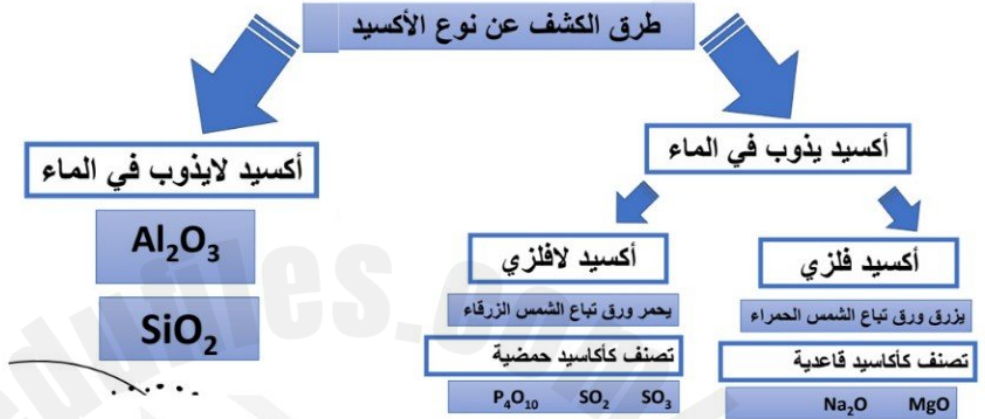 طرق الكشف عن نوع الأكسيد
أكسيد يذوب في الماء
أكسيد لايذوب في الماء
Al₂O₃
SiO₂
أكسيد فلزي
يزرق ورق تباع الشمس الحمراء
تصنف كأكاسيد قاعدية
Na₂O MgO
أكسيد لافلزي
يحمر ورق تباع الشمس الزرقاء
تصنف كأكاسيد حمضية
P₄O₁₀ SO₂ SO₃